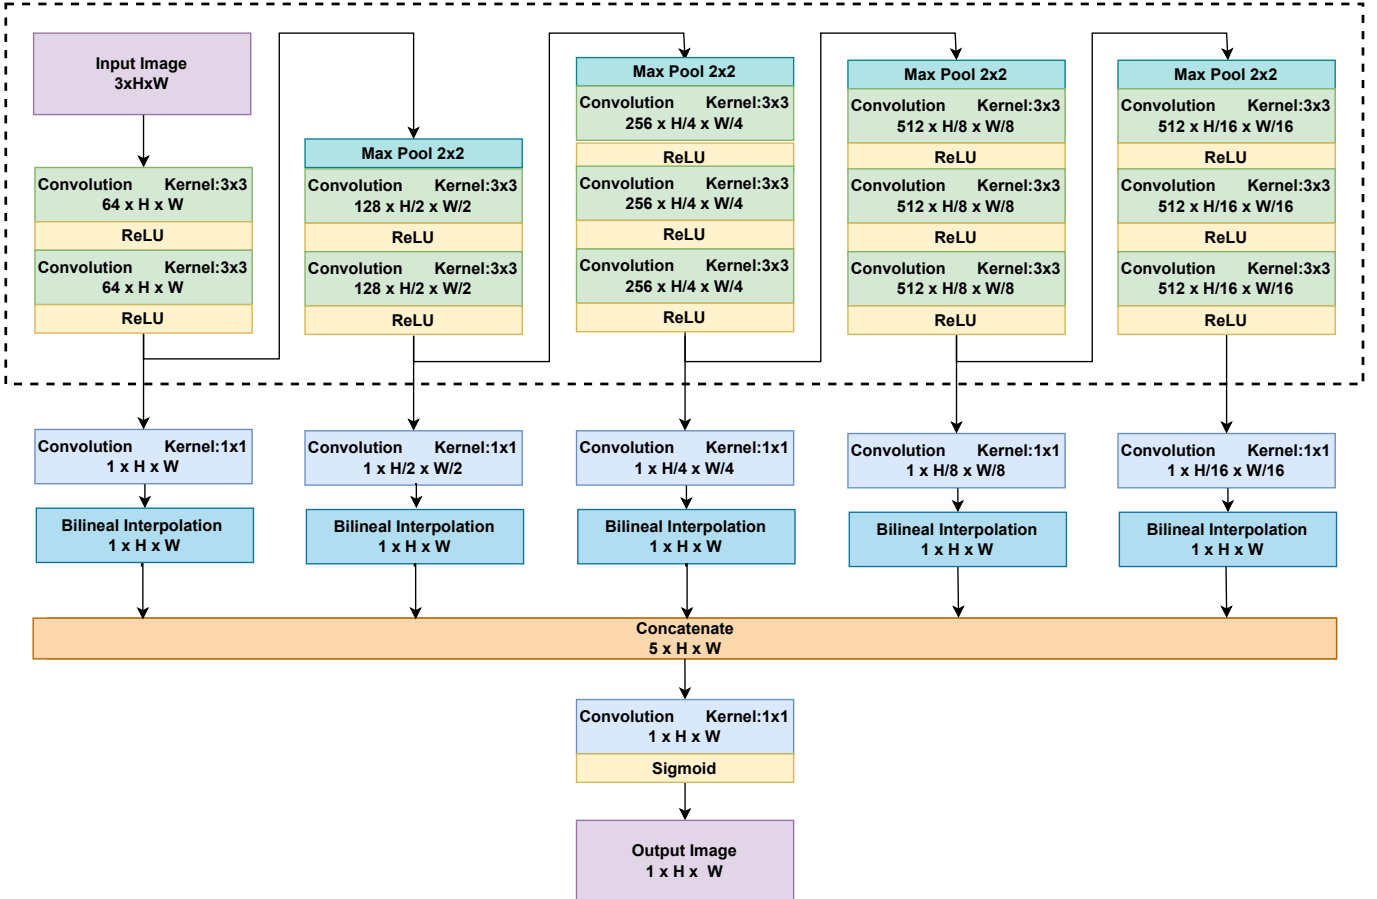 Input Image
3xHxW
Convolution Kernel:3x3
64 x H x W
ReLU
Convolution Kernel:3x3
64 x H x W
ReLU
Max Pool 2x2
Convolution Kernel:3x3
128 x H/2 x W/2
ReLU
Convolution Kernel:3x3
128 x H/2 x W/2
ReLU
Max Pool 2x2
Convolution Kernel:3x3
256 x H/4 x W/4
ReLU
Convolution Kernel:3x3
256 x H/4 x W/4
ReLU
Convolution Kernel:3x3
256 x H/4 x W/4
ReLU
Max Pool 2x2
Convolution Kernel:3x3
512 x H/8 x W/8
ReLU
Convolution Kernel:3x3
512 x H/8 x W/8
ReLU
Convolution Kernel:3x3
512 x H/8 x W/8
ReLU
Max Pool 2x2
Convolution Kernel:3x3
512 x H/16 x W/16
ReLU
Convolution Kernel:3x3
512 x H/16 x W/16
ReLU
Convolution Kernel:3x3
512 x H/16 x W/16
ReLU
Convolution Kernel:1x1
1 x H x W
Convolution Kernel:1x1
1 x H/2 x W/2
Convolution Kernel:1x1
1 x H/4 x W/4
Convolution Kernel:1x1
1 x H/8 x W/8
Convolution Kernel:1x1
1 x H/16 x W/16
Bilineal Interpolation
1 x H x W
Bilineal Interpolation
1 x H x W
Bilineal Interpolation
1 x H x W
Bilineal Interpolation
1 x H x W
Bilineal Interpolation
1 x H x W
Concatenate
5 x H x W
Convolution Kernel:1x1
1 x H x W
Sigmoid
Output Image
1 x H x W